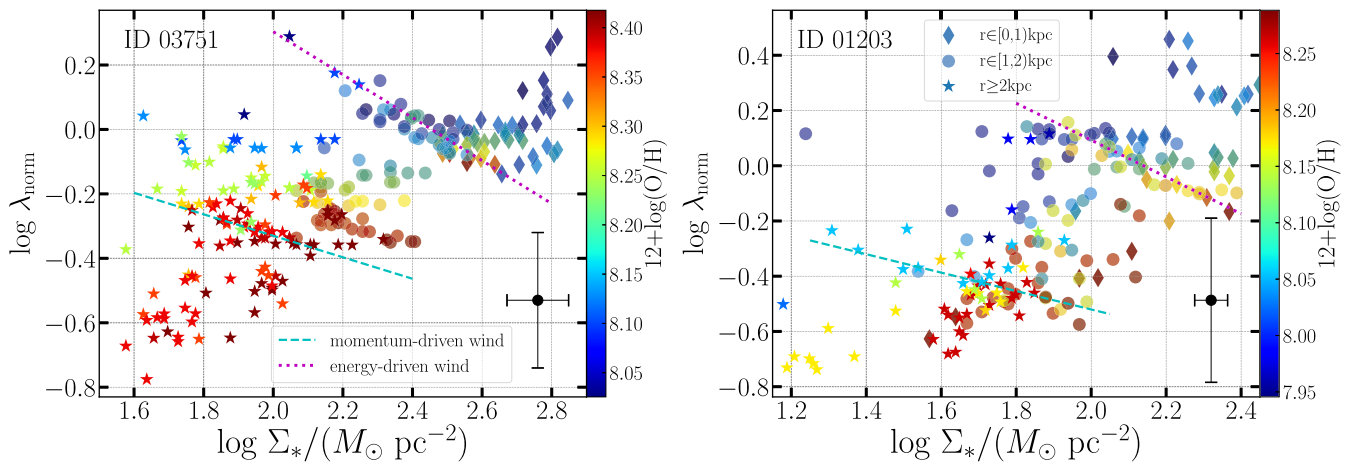 ID 03751
0.2
0.0
−0.2
−0.4
−0.6
−0.8
log λnorm
1.6 1.8 2.0 2.2 2.4 2.6 2.8
log Σ*/(M⊙ pc−2)
momentum-driven wind
energy-driven wind
8.40
8.35
8.30
8.25
8.20
8.15
8.10
8.05
12+log(O/H)
ID 01203
r∈[0,1)kpc
r∈[1,2)kpc
r≥2kpc
0.4
0.2
0.0
−0.2
−0.4
−0.6
−0.8
log λnorm
1.2 1.4 1.6 1.8 2.0 2.2 2.4
log Σ*/(M⊙ pc−2)
8.25
8.20
8.15
8.10
8.05
8.00
7.95
12+log(O/H)